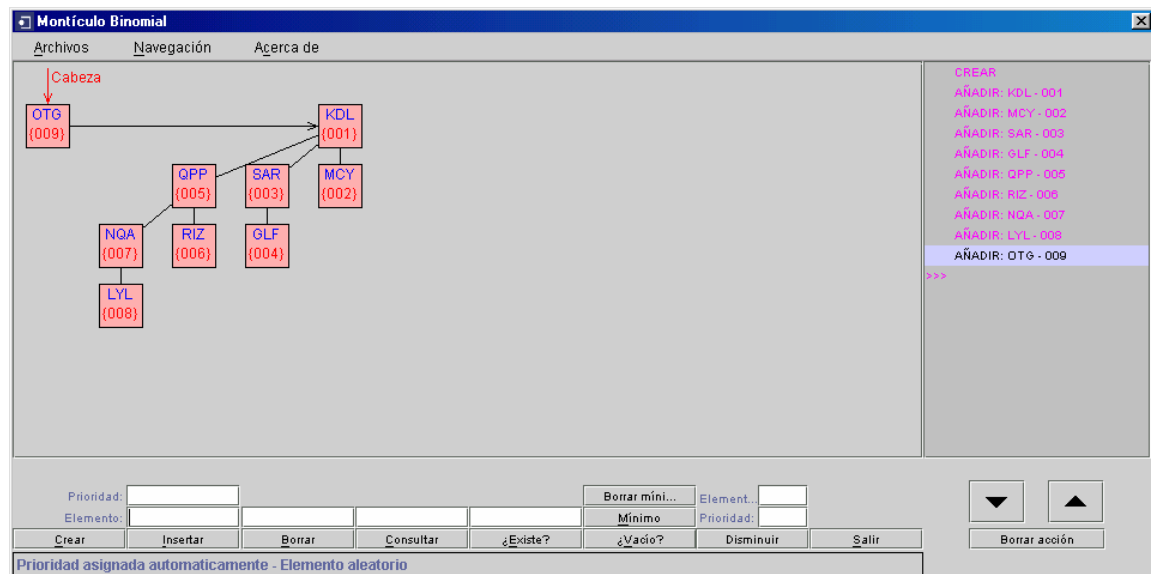 Montículo Binomial
Archivos Navegación Acerca de
Cabeza
OTG
{009}
KDL
{001}
QPP
{005}
SAR
{003}
MCY
{002}
NQA
{007}
RIZ
{006}
GLF
{004}
LYL
{008}
CREAR
AÑADIR: KDL - 001
AÑADIR: MCY - 002
AÑADIR: SAR - 003
AÑADIR: GLF - 004
AÑADIR: QPP - 005
AÑADIR: RIZ - 006
AÑADIR: NQA - 007
AÑADIR: LYL - 008
AÑADIR: OTG - 009
>>>
Prioridad: Borrar míni... Element...
Elemento: Mínimo Prioridad:
Crear Insertar Borrar Consultar ¿Existe? ¿Vacío? Disminuir Salir Borrar acción
Prioridad asignada automaticamente - Elemento aleatorio